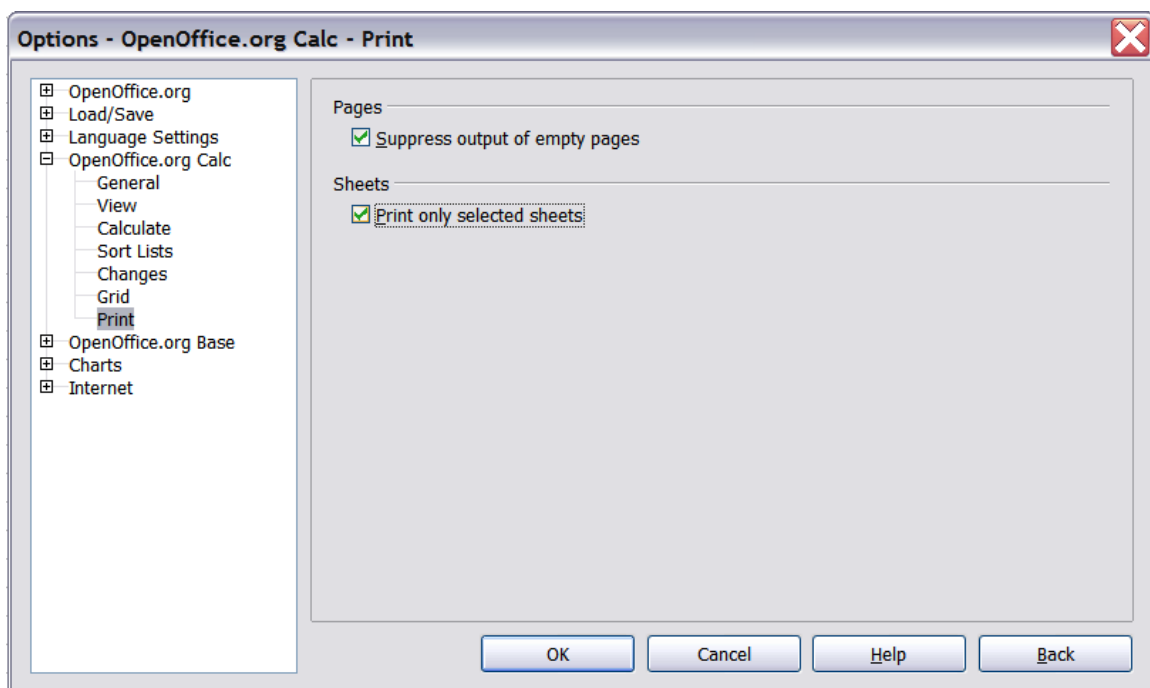 Options - OpenOffice.org Calc - Print
OpenOffice.org
Load/Save
Language Settings
OpenOffice.org Calc
General
View
Calculate
Sort Lists
Changes
Grid
Print
OpenOffice.org Base
Charts
Internet
Pages
Suppress output of empty pages
Sheets
Print only selected sheets
OK Cancel Help Back